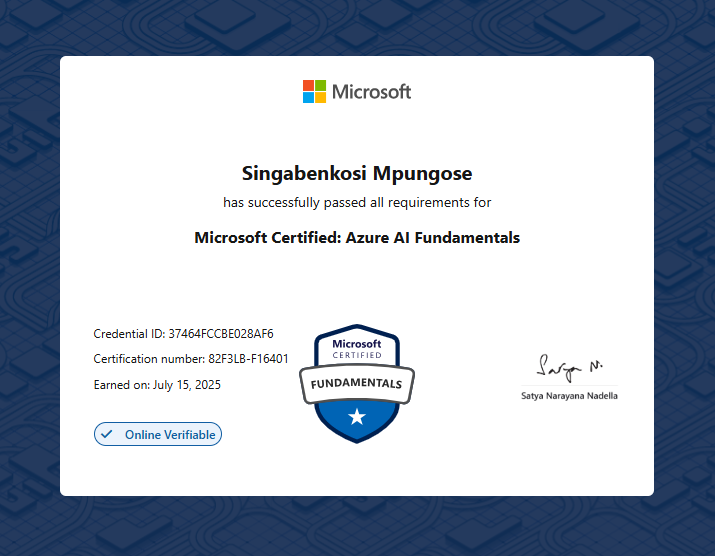 Microsoft
Singabenkosi Mpungose
has successfully passed all requirements for
Microsoft Certified: Azure AI Fundamentals
Credential ID: 37464FCCBE028AF6
Certification number: 82F3LB-F16401
Earned on: July 15, 2025
Online Verifiable
Microsoft
CERTIFIED
FUNDAMENTALS
Satya N.
Satya Narayana Nadella